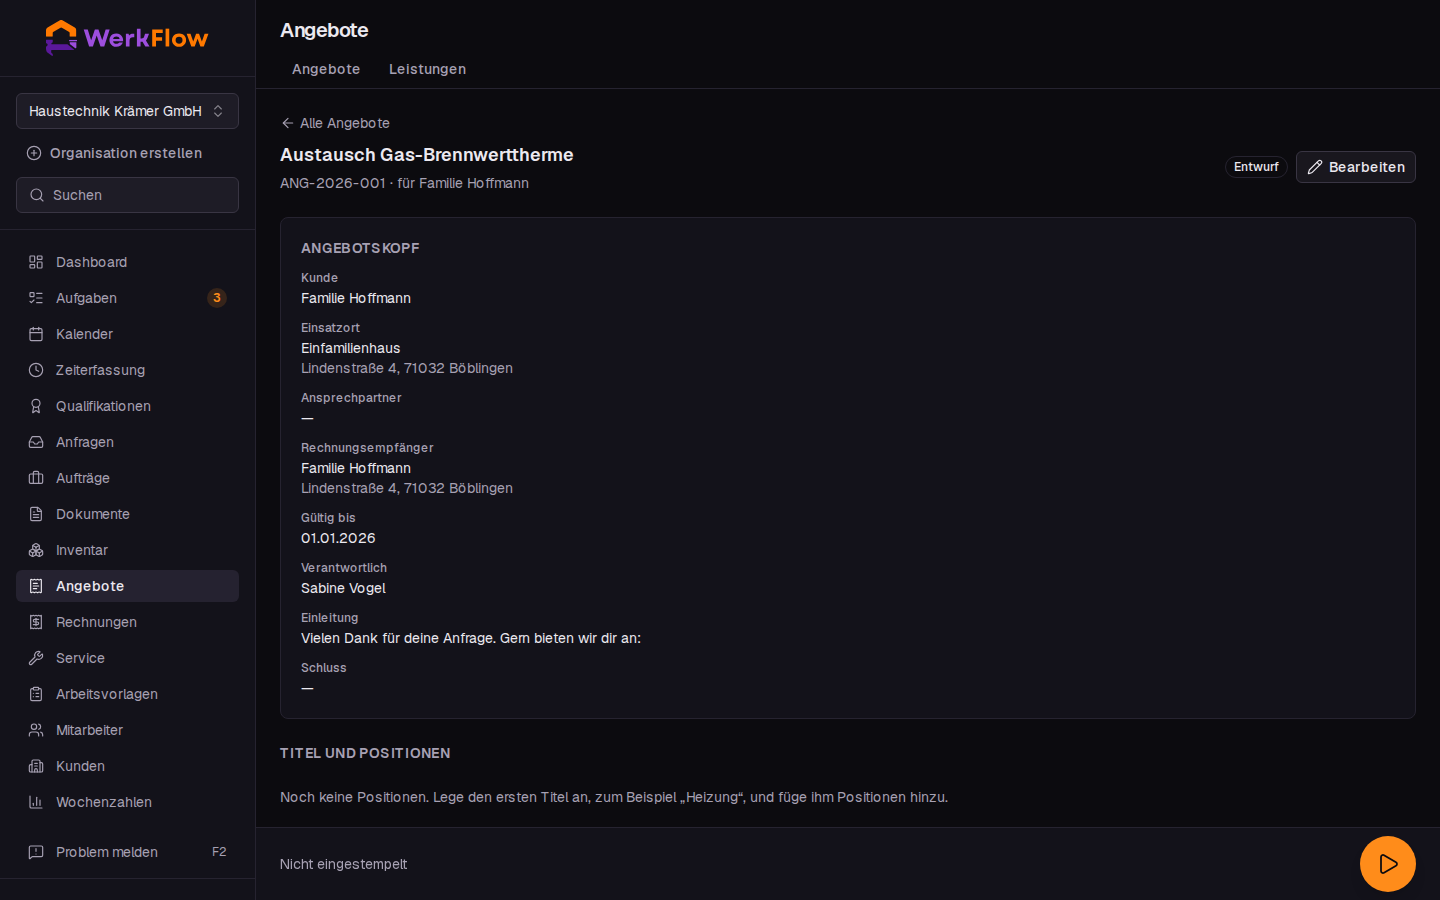 WerkFlow
Haustechnik Krämer GmbH
Organisation erstellen
Suchen
Dashboard
Aufgaben 3
Kalender
Zeiterfassung
Qualifikationen
Anfragen
Aufträge
Dokumente
Inventar
Angebote
Rechnungen
Service
Arbeitsvorlagen
Mitarbeiter
Kunden
Wochenzahlen
Problem melden F2
Angebote
Angebote Leistungen
Alle Angebote
Austausch Gas-Brennwerttherme
ANG-2026-001 · für Familie Hoffmann
Entwurf Bearbeiten
ANGEBOTSKOPF
Kunde
Familie Hoffmann
Einsatzort
Einfamilienhaus
Lindenstraße 4, 71032 Böblingen
Ansprechpartner
—
Rechnungsempfänger
Familie Hoffmann
Lindenstraße 4, 71032 Böblingen
Gültig bis
01.01.2026
Verantwortlich
Sabine Vogel
Einleitung
Vielen Dank für deine Anfrage. Gern bieten wir dir an:
Schluss
—
TITEL UND POSITIONEN
Noch keine Positionen. Lege den ersten Titel an, zum Beispiel „Heizung“, und füge ihm Positionen hinzu.
Nicht eingestempelt